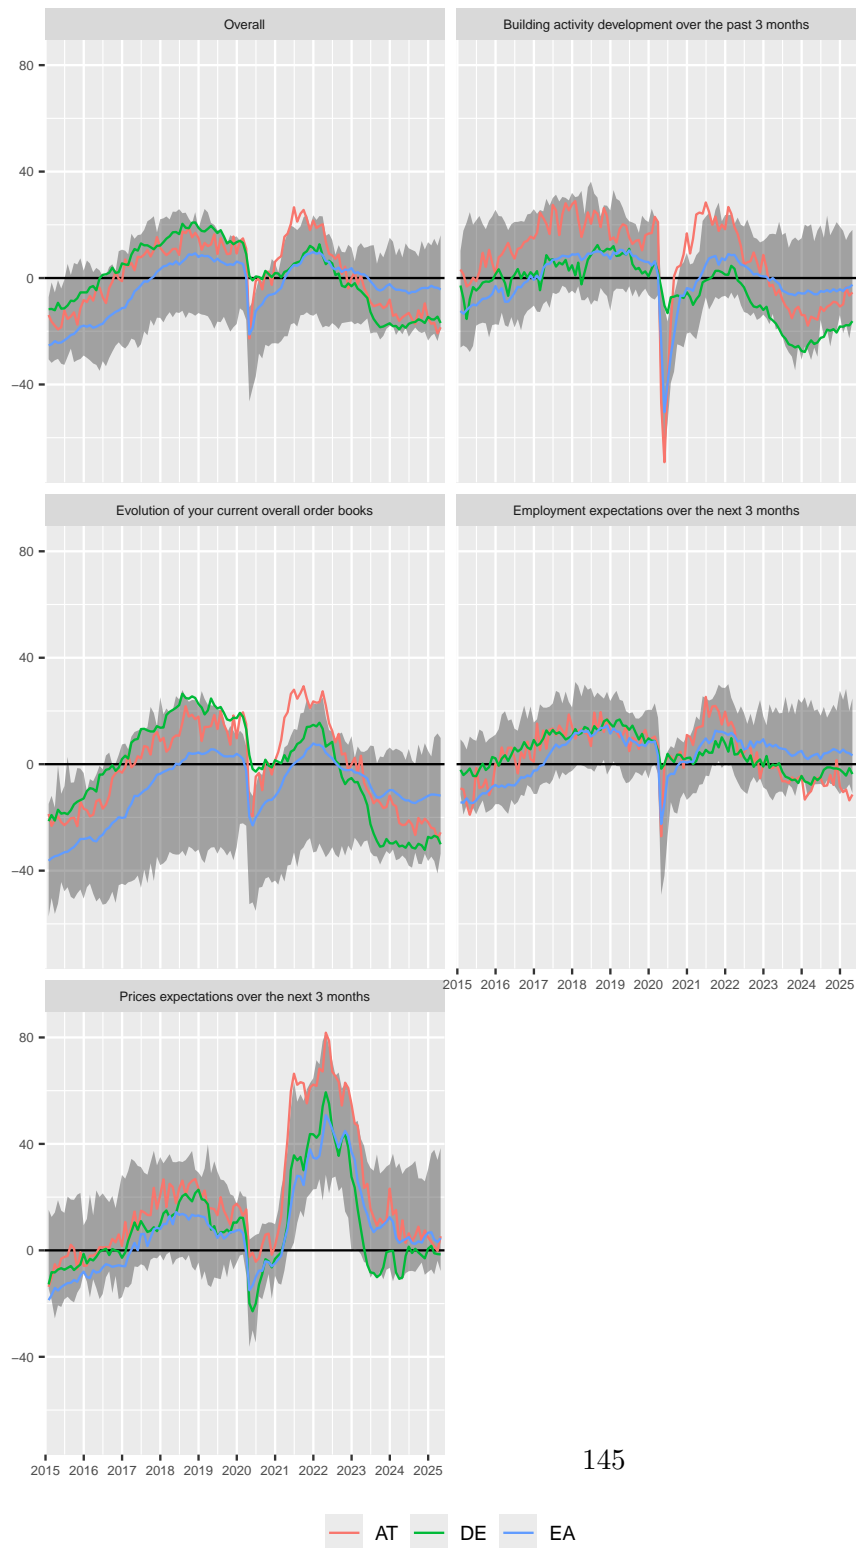 Overall
Building activity development over the past 3 months
80
40
0
−40
Evolution of your current overall order books
Employment expectations over the next 3 months
80
40
0
−40
2015 2016 2017 2018 2019 2020 2021 2022 2023 2024 2025
Prices expectations over the next 3 months
80
40
0
−40
2015 2016 2017 2018 2019 2020 2021 2022 2023 2024 2025
145
AT DE EA